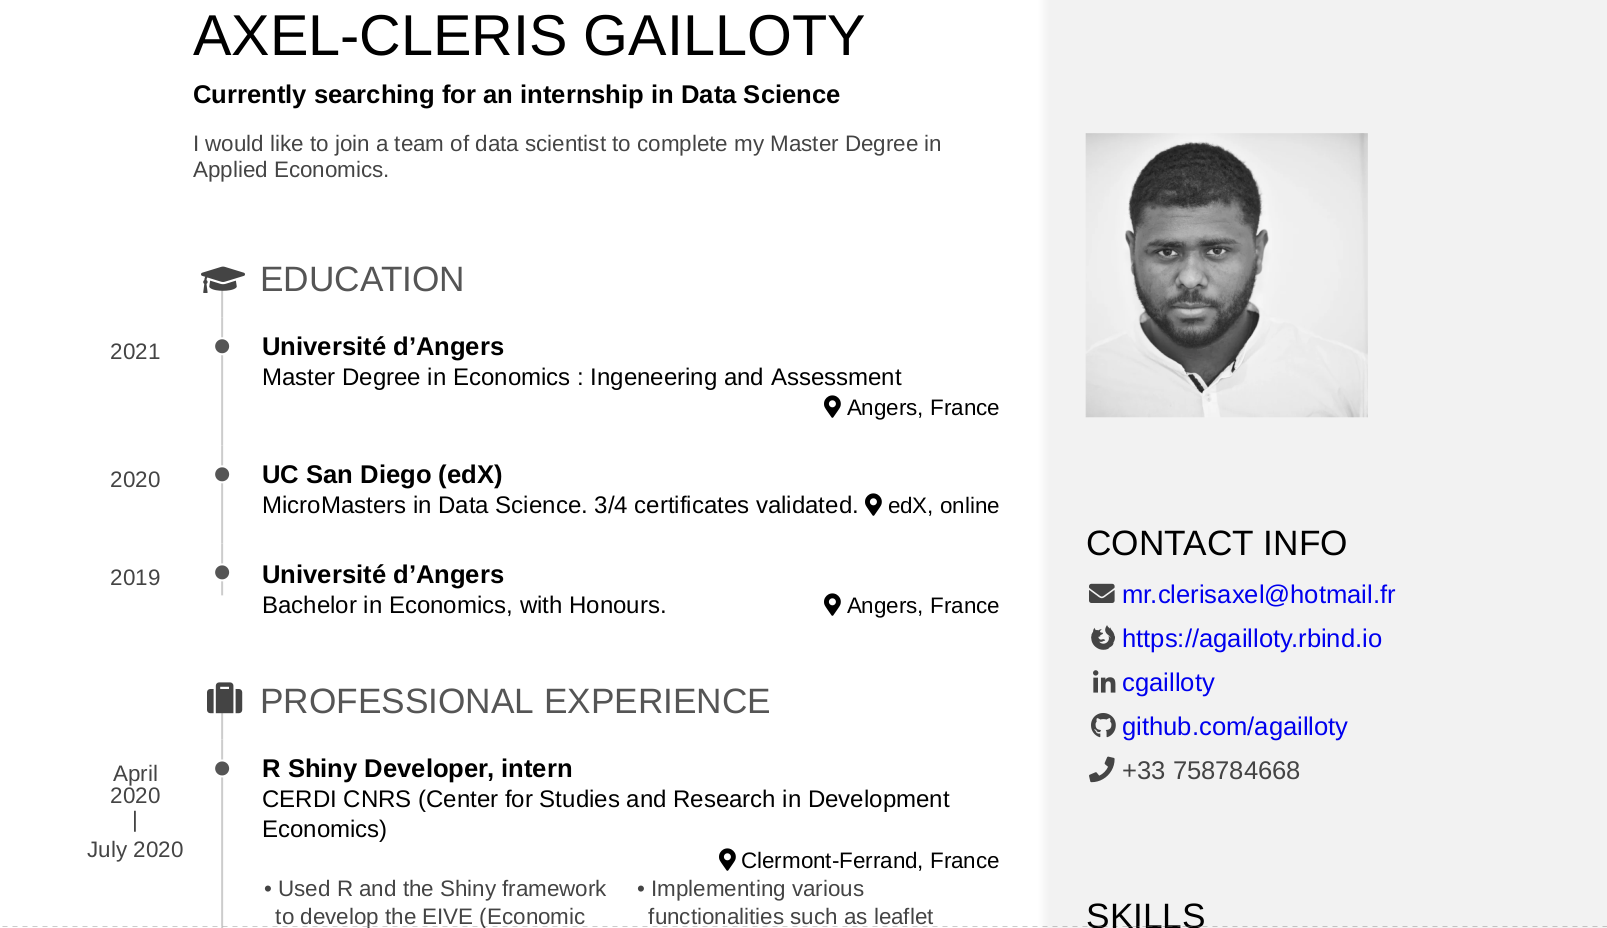 AXEL-CLERIS GAILLOTY
Currently searching for an internship in Data Science
I would like to join a team of data scientist to complete my Master Degree in
Applied Economics.
EDUCATION
2021
Université d’Angers
Master Degree in Economics : Ingeneering and Assessment
Angers, France
2020
UC San Diego (edX)
MicroMasters in Data Science. 3/4 certificates validated. edX, online
2019
Université d’Angers
Bachelor in Economics, with Honours. Angers, France
PROFESSIONAL EXPERIENCE
April
2020
|
July 2020
R Shiny Developer, intern
CERDI CNRS (Center for Studies and Research in Development
Economics)
Clermont-Ferrand, France
• Used R and the Shiny framework
to develop the EIVE (Economic
• Implementing various
functionalities such as leaflet
CONTACT INFO
mr.clerisaxel@hotmail.fr
https://agailloty.rbind.io
cgailloty
github.com/agailloty
+33 758784668
SKILLS